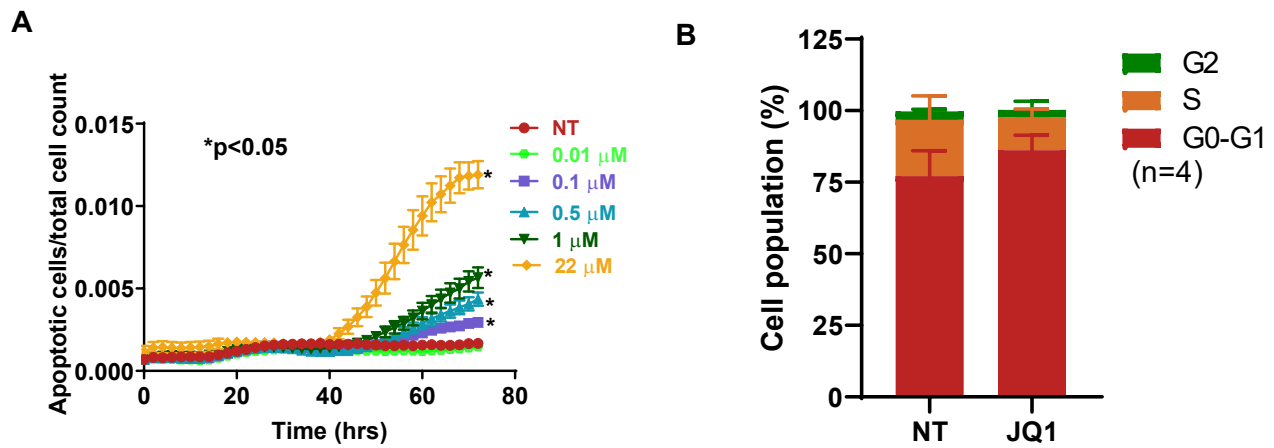 A
Apoptotic cells/total cell count
0.015
0.010
0.005
0.000
*p<0.05
NT
0.01 μM
0.1 μM
0.5 μM
1 μM
22 μM
*
*
*
*
0 20 40 60 80
Time (hrs)
B
Cell population (%)
125
100
75
50
25
0
NT JQ1
G2
S
G0-G1
(n=4)